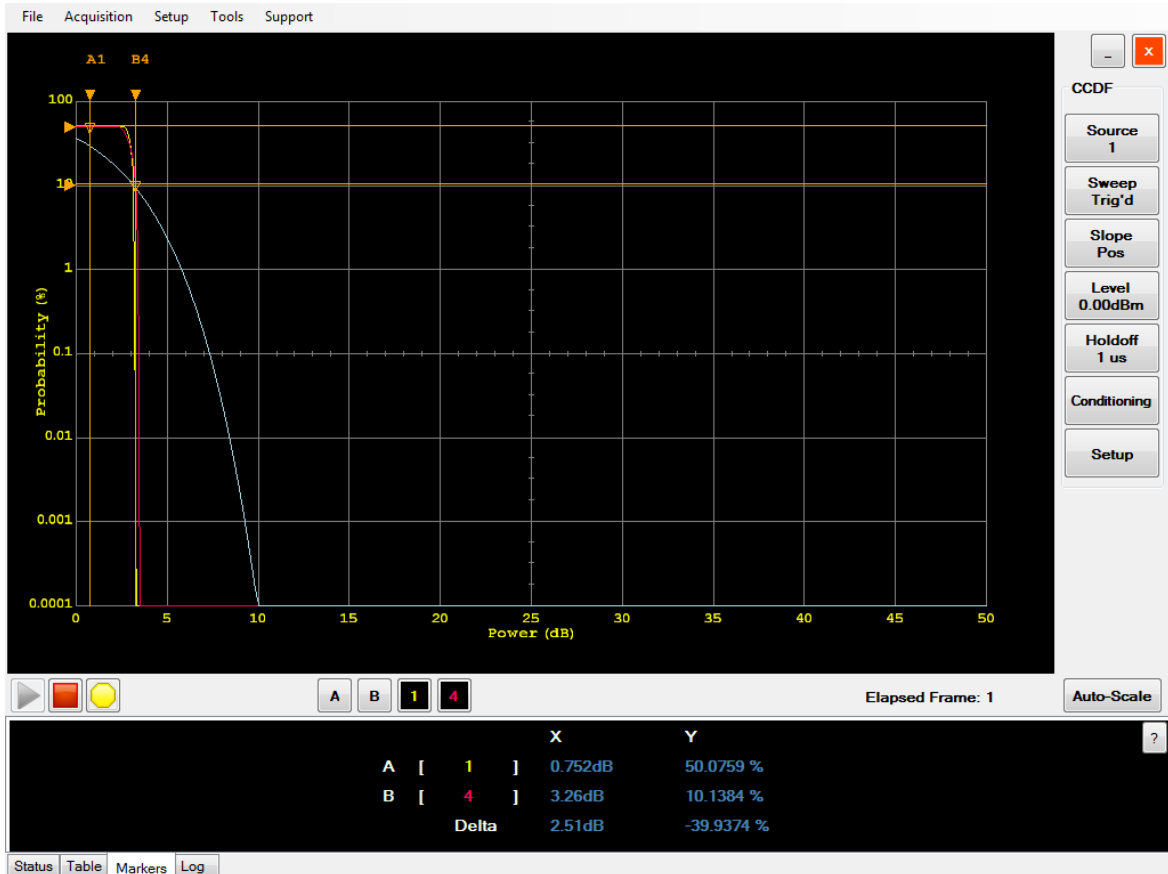 File Acquisition Setup Tools Support
A1 B4
_ x
CCDF
Source
1
Sweep
Trig'd
Slope
Pos
Level
0.00dBm
Holdoff
1 us
Conditioning
Setup
100
10
1
0.1
0.01
0.001
0.0001
Probability (%)
0 5 10 15 20 25 30 35 40 45 50
Power (dB)
A B 1 4 Elapsed Frame: 1 Auto-Scale
X Y ?
A [ 1 ] 0.752dB 50.0759 %
B [ 4 ] 3.26dB 10.1384 %
Delta 2.51dB -39.9374 %
Status Table Markers Log